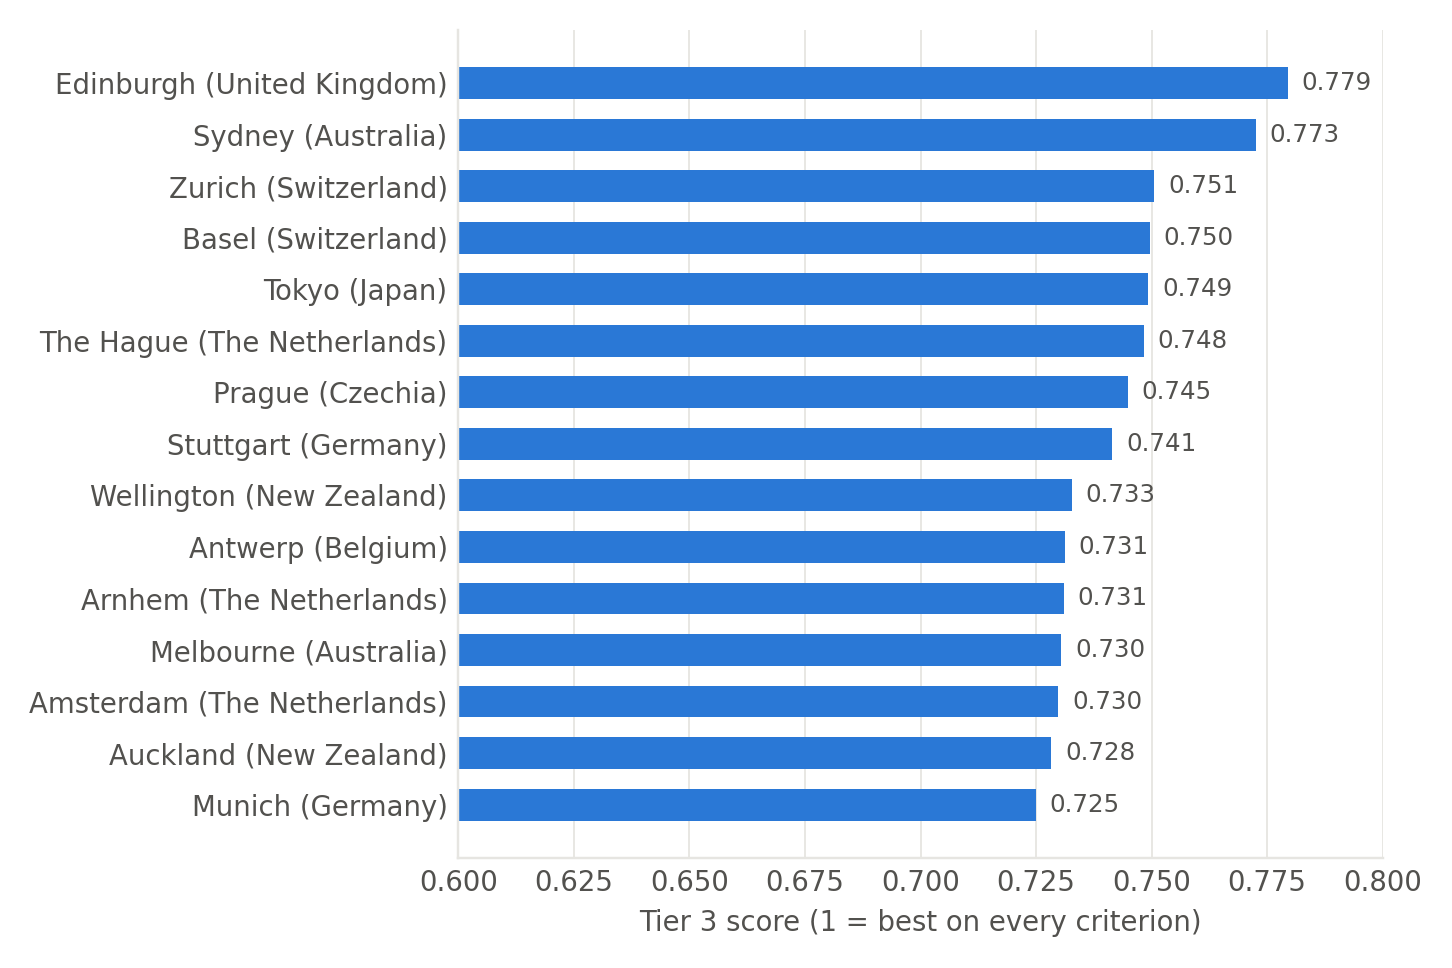 Edinburgh (United Kingdom) 0.779
Sydney (Australia) 0.773
Zurich (Switzerland) 0.751
Basel (Switzerland) 0.750
Tokyo (Japan) 0.749
The Hague (The Netherlands) 0.748
Prague (Czechia) 0.745
Stuttgart (Germany) 0.741
Wellington (New Zealand) 0.733
Antwerp (Belgium) 0.731
Arnhem (The Netherlands) 0.731
Melbourne (Australia) 0.730
Amsterdam (The Netherlands) 0.730
Auckland (New Zealand) 0.728
Munich (Germany) 0.725
0.600 0.625 0.650 0.675 0.700 0.725 0.750 0.775 0.800
Tier 3 score (1 = best on every criterion)